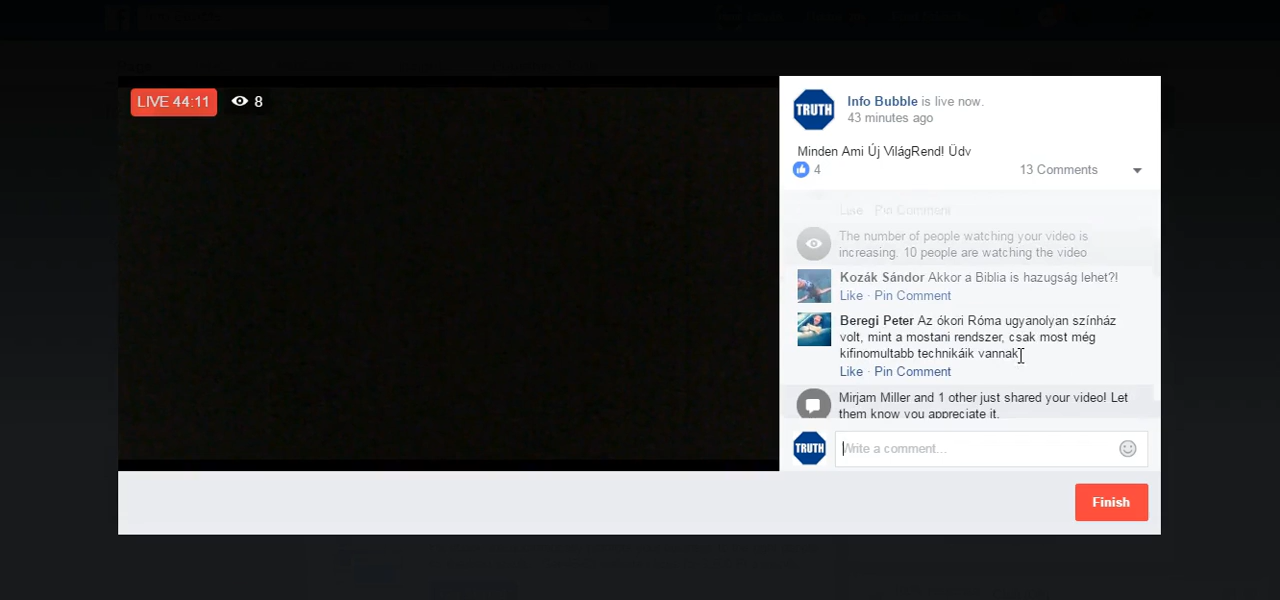 LIVE 44:11 8
TRUTH
Info Bubble is live now.
43 minutes ago
Minden Ami Új VilágRend! Üdv
4 13 Comments
Like · Pin Comment
The number of people watching your video is
increasing. 10 people are watching the video
Kozák Sándor Akkor a Biblia is hazugság lehet?!
Like · Pin Comment
Beregi Peter Az ókori Róma ugyanolyan színház
volt, mint a mostani rendszer, csak most még
kifinomultabb technikáik vannak
Like · Pin Comment
Mirjam Miller and 1 other just shared your video! Let
them know you appreciate it.
TRUTH
Write a comment...
Finish